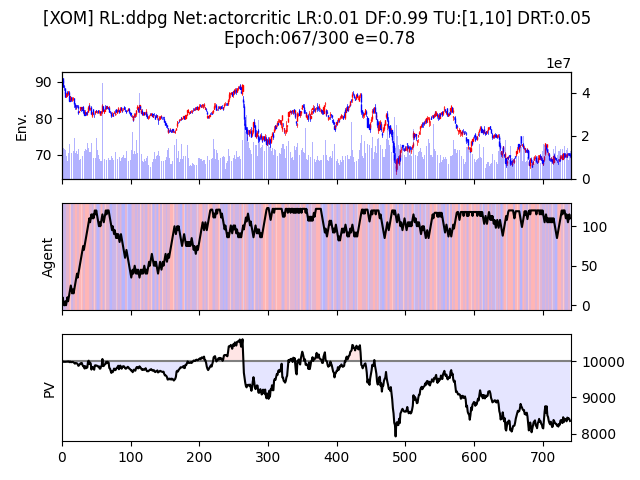 [XOM] RL:ddpg Net:actorcritic LR:0.01 DF:0.99 TU:[1,10] DRT:0.05
Epoch:067/300 e=0.78
1e7
90
80
70
Env.
4
2
0
Agent
100
50
0
PV
10000
9000
8000
0 100 200 300 400 500 600 700